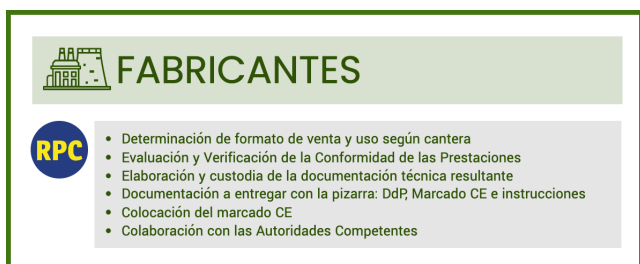 FABRICANTES
RPC
• Determinación de formato de venta y uso según cantera
• Evaluación y Verificación de la Conformidad de las Prestaciones
• Elaboración y custodia de la documentación técnica resultante
• Documentación a entregar con la pizarra: DdP, Marcado CE e instrucciones
• Colocación del marcado CE
• Colaboración con las Autoridades Competentes